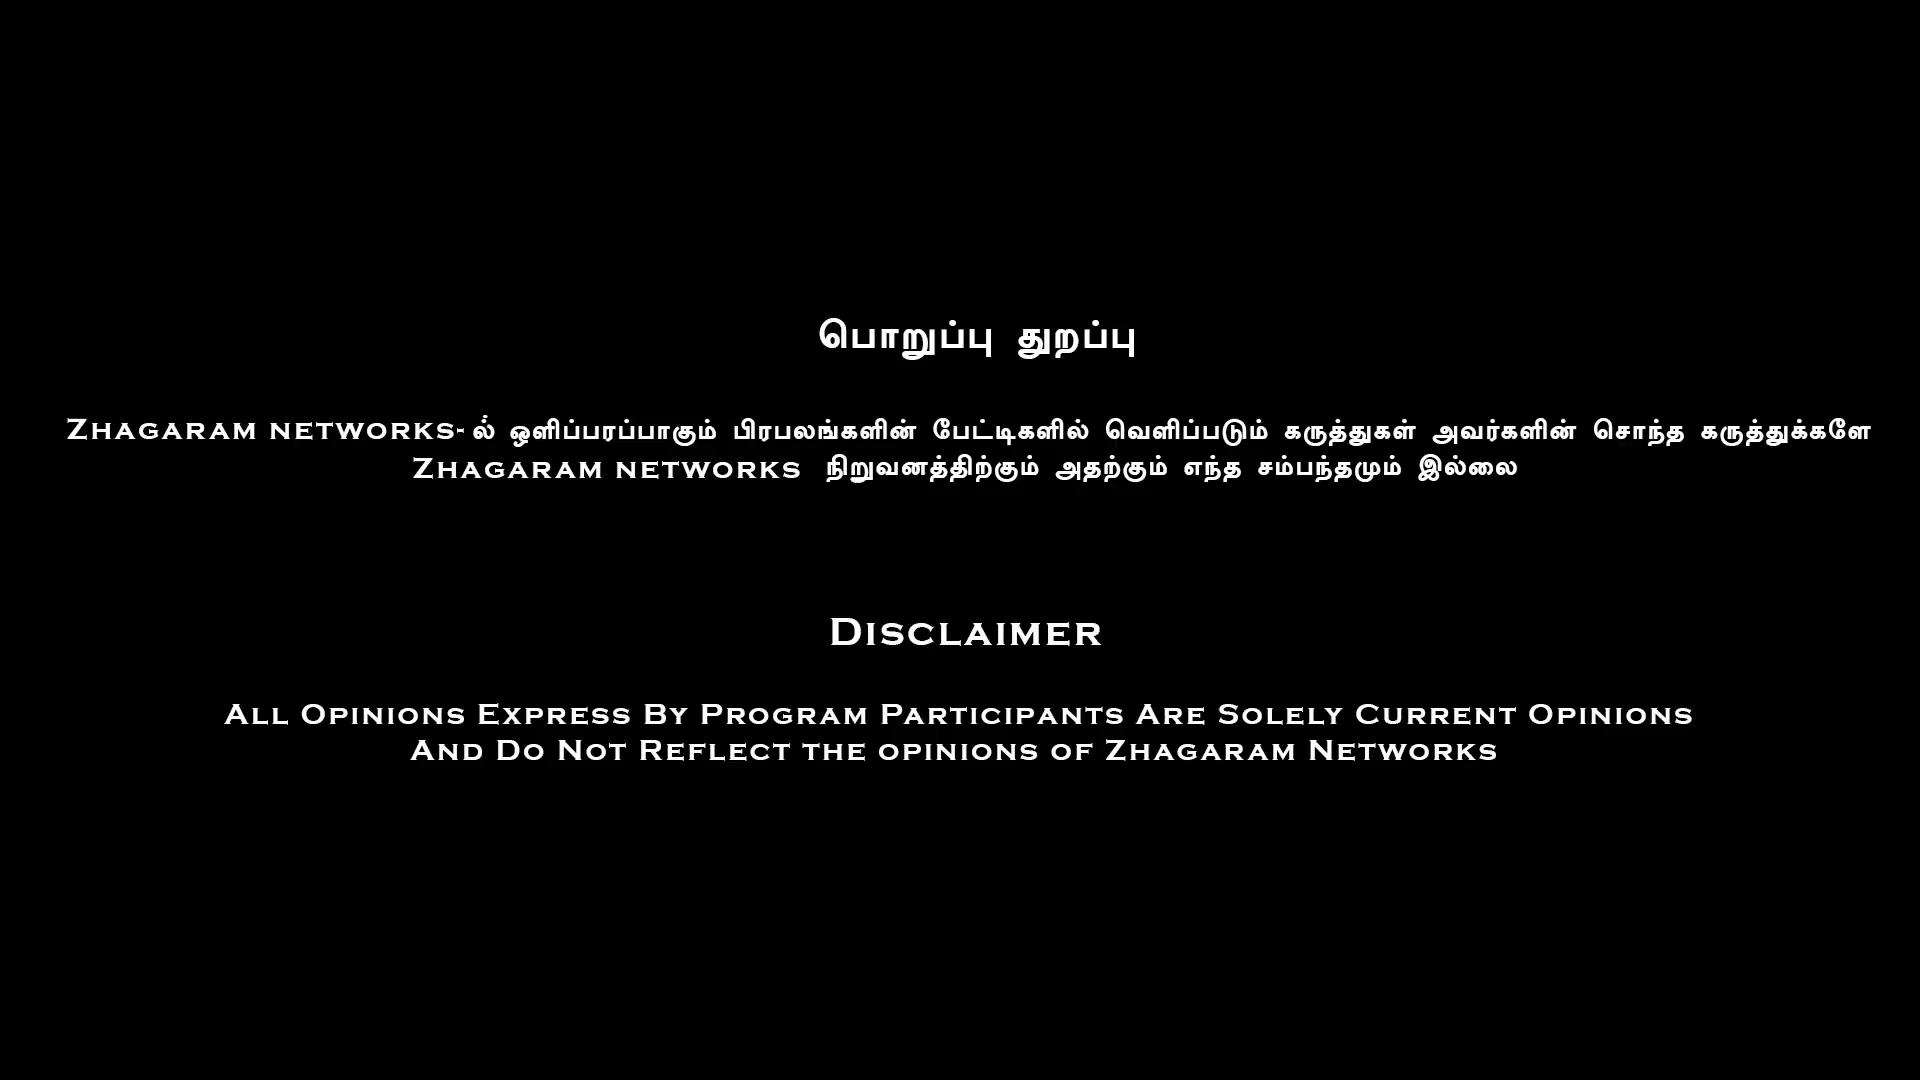 பொறுப்பு துறப்பு
Zhagaram networks-ல் ஒளிப்பரப்பாகும் பிரபலங்களின் பேட்டிகளில் வெளிப்படும் கருத்துகள் அவர்களின் சொந்த கருத்துக்களே
Zhagaram networks நிறுவனத்திற்கும் அதற்கும் எந்த சம்பந்தமும் இல்லை
Disclaimer
All Opinions Express By Program Participants Are Solely Current Opinions
And Do Not Reflect the opinions of Zhagaram Networks